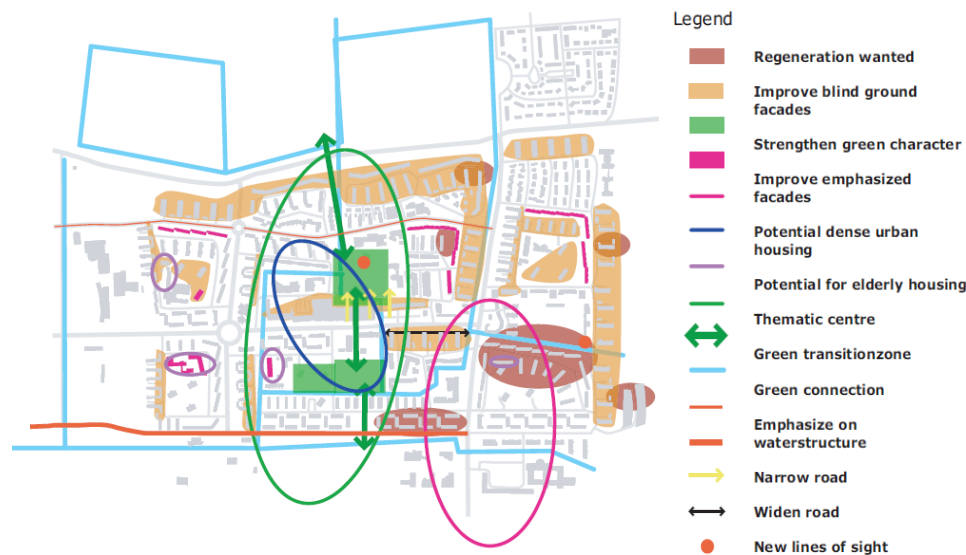 Legend
Regeneration wanted
Improve blind ground
facades
Strengthen green character
Improve emphasized
facades
Potential dense urban
housing
Potential for elderly housing
Thematic centre
Green transitionzone
Green connection
Emphasize on
waterstructure
Narrow road
Widen road
New lines of sight